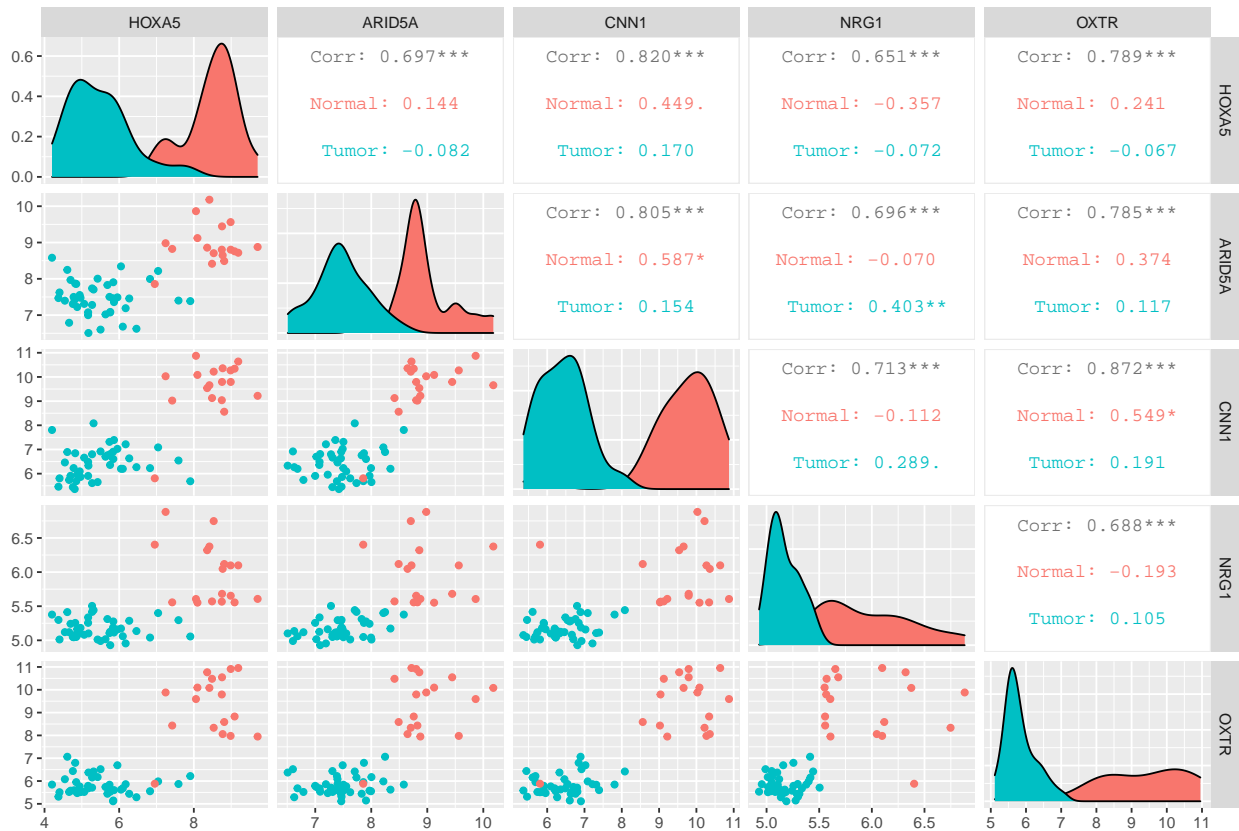 HOXA5 ARID5A CNN1 NRG1 OXTR
0.6
0.4
0.2
0.0
Corr: 0.697***
Normal: 0.144
Tumor: -0.082
Corr: 0.820***
Normal: 0.449.
Tumor: 0.170
Corr: 0.651***
Normal: -0.357
Tumor: -0.072
Corr: 0.789***
Normal: 0.241
Tumor: -0.067
HOXA5
10
9
8
7
Corr: 0.805***
Normal: 0.587*
Tumor: 0.154
Corr: 0.696***
Normal: -0.070
Tumor: 0.403**
Corr: 0.785***
Normal: 0.374
Tumor: 0.117
ARID5A
11
10
9
8
7
6
Corr: 0.713***
Normal: -0.112
Tumor: 0.289.
Corr: 0.872***
Normal: 0.549*
Tumor: 0.191
CNN1
6.5
6.0
5.5
5.0
Corr: 0.688***
Normal: -0.193
Tumor: 0.105
NRG1
11
10
9
8
7
6
5
OXTR
4 6 8 7 8 9 10 6 7 8 9 10 11 5.0 5.5 6.0 6.5 5 6 7 8 9 10 11